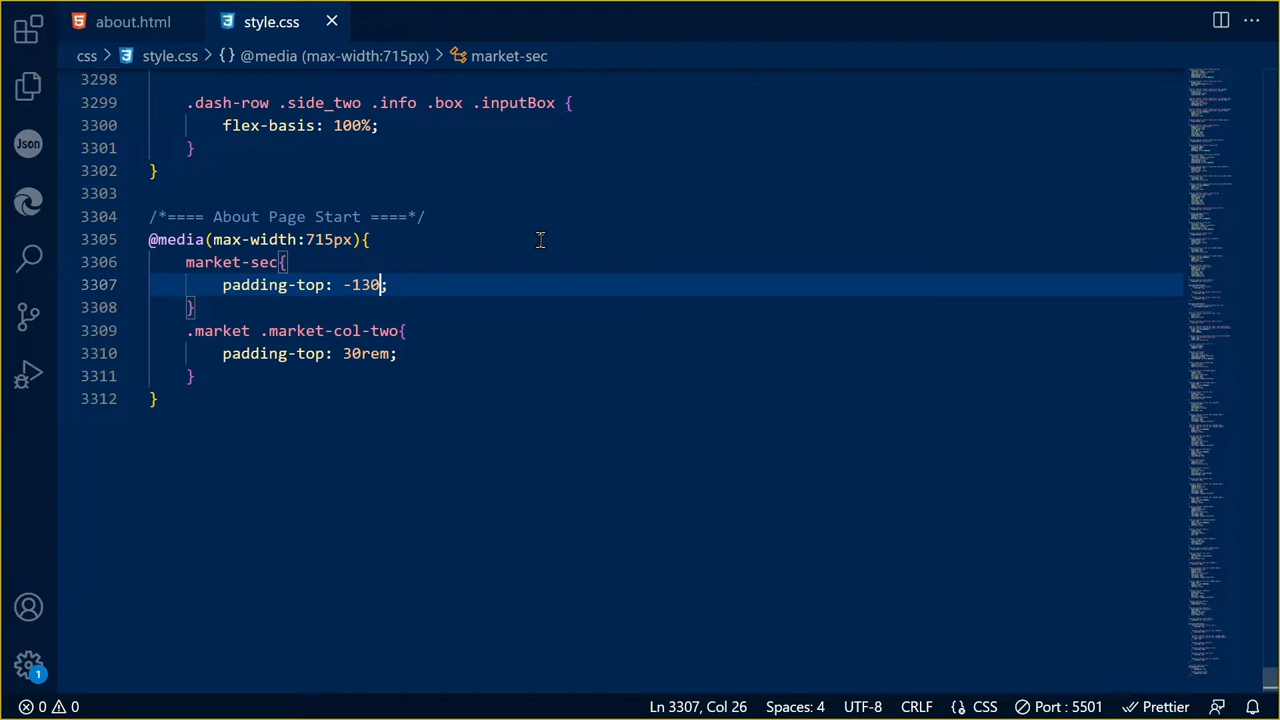 about.html
style.css
css > style.css > {} @media (max-width:715px) > market-sec
3298
3299 .dash-row .side_two .info .box .inputBox {
3300 flex-basis: 100%;
3301 }
3302 }
3303
3304 /*==== About Page Start ====*/
3305 @media(max-width:715px){
3306 market-sec{
3307 padding-top: -130;
3308 }
3309 .market .market-col-two{
3310 padding-top: 30rem;
3311 }
3312 }
Json
1
0 0 Ln 3307, Col 26 Spaces: 4 UTF-8 CRLF CSS Port : 5501 Prettier